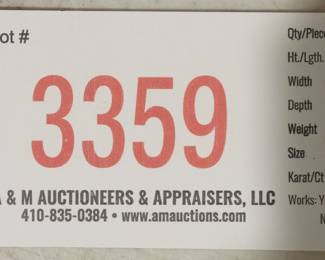 ot #
3359
& M AUCTIONEERS & APPRAISERS, LLC
410-835-0384 • www.amauctions.com
Qty/Piece
Ht./Lgth.
Width
Depth
Weight
Size
Karat/Ct
Works: Y
N